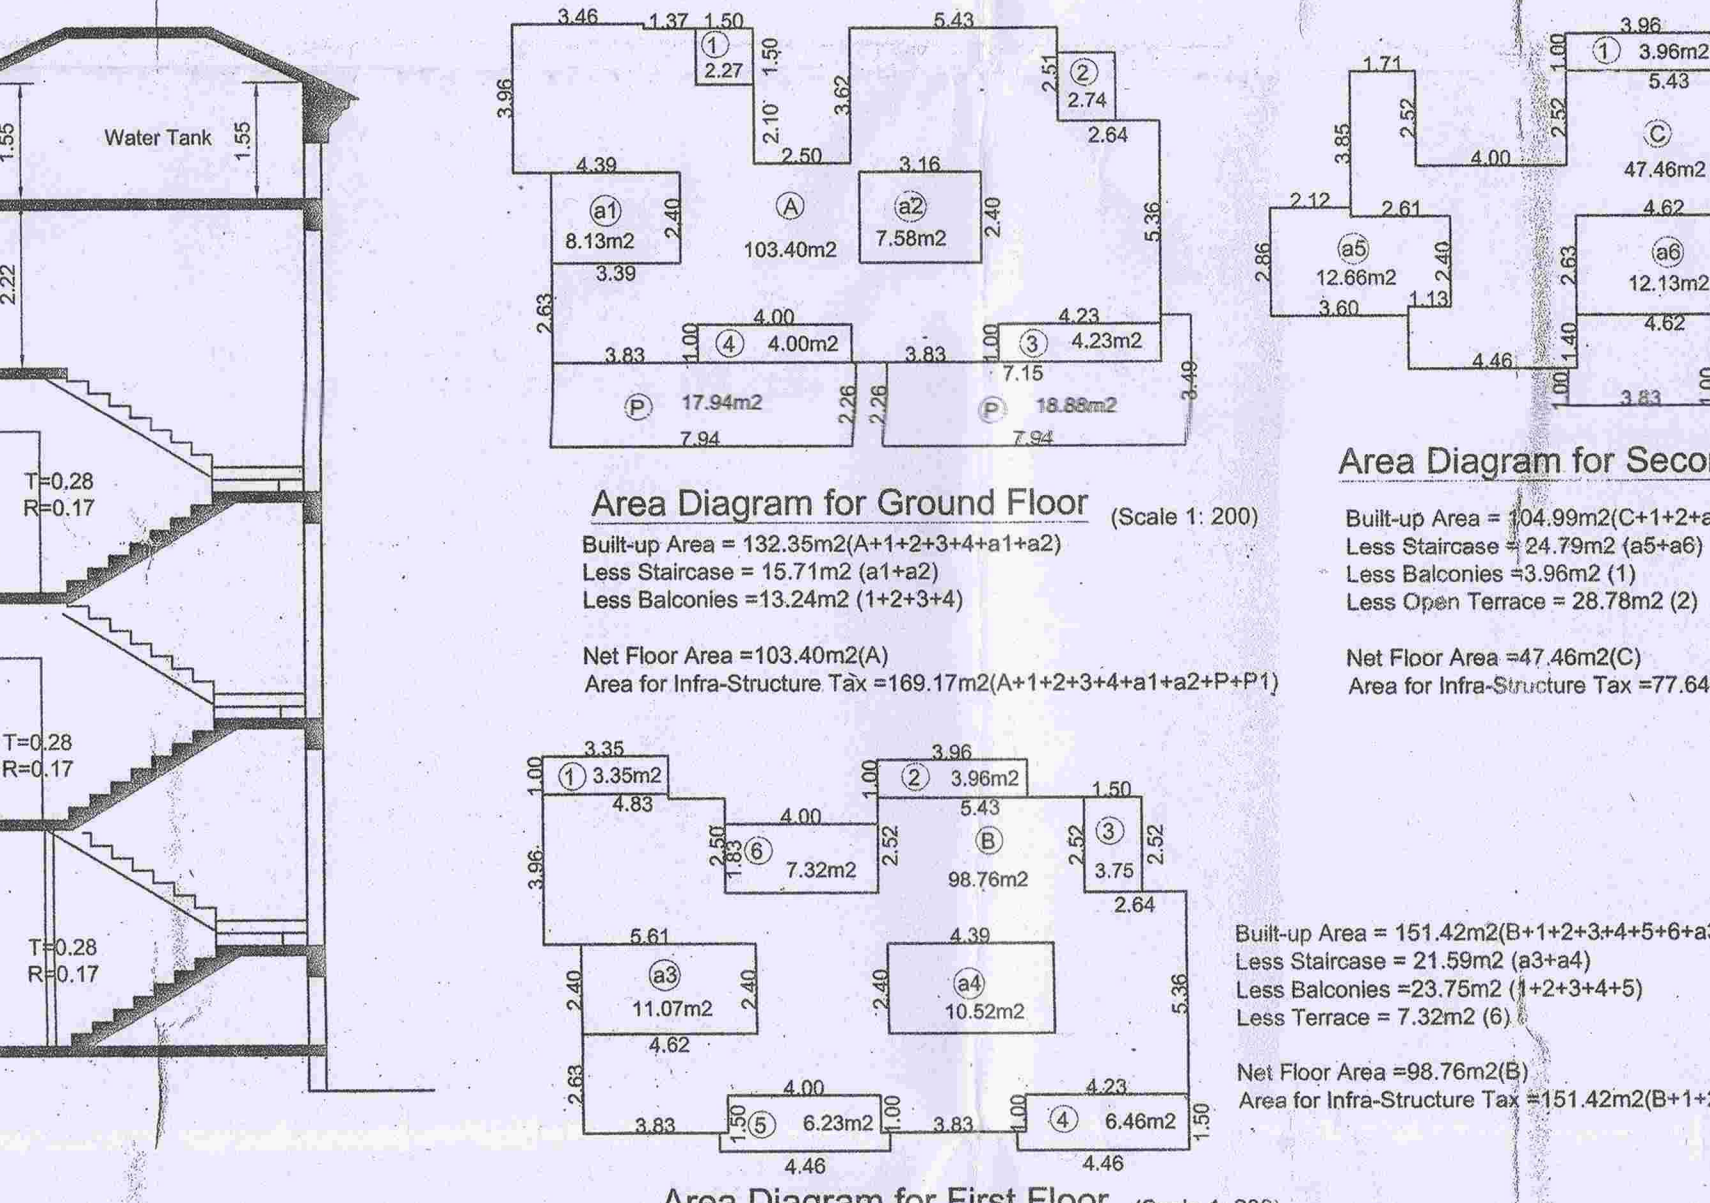 Water Tank
1.55
1.55
2.22
T=0.28
R=0.17
T=0.28
R=0.17
T=0.28
R=0.17
3.46
1.37
1.50
5.43
1
2.27
1.50
3.96
2.10
3.62
2.51
2
2.74
2.64
2.50
4.39
3.16
a1
8.13m2
2.40
A
103.40m2
a2
7.58m2
2.40
5.36
3.39
2.63
4.00
4.23
1.00
4
4.00m2
1.00
3
4.23m2
3.83
3.83
7.15
P
17.94m2
2.26
2.26
P
18.88m2
3.49
7.94
7.94
Area Diagram for Ground Floor
(Scale 1: 200)
Built-up Area = 132.35m2(A+1+2+3+4+a1+a2)
Less Staircase = 15.71m2 (a1+a2)
Less Balconies =13.24m2 (1+2+3+4)
Net Floor Area =103.40m2(A)
Area for Infra-Structure Tax =169.17m2(A+1+2+3+4+a1+a2+P+P1)
3.96
1.00
1
3.96m2
1.71
5.43
3.85
2.52
2.52
C
47.46m2
4.00
2.12
2.61
4.62
2.86
a5
12.66m2
2.40
2.63
a6
12.13m2
3.60
1.13
4.62
1.40
4.46
1.00
3.83
1.00
Area Diagram for Seco
Built-up Area = 104.99m2(C+1+2+a
Less Staircase = 24.79m2 (a5+a6)
Less Balconies =3.96m2 (1)
Less Open Terrace = 28.78m2 (2)
Net Floor Area =47.46m2(C)
Area for Infra-Structure Tax =77.64
3.35
3.96
1.00
1
3.35m2
1.00
2
3.96m2
1.50
4.83
4.00
5.43
3.96
2.50
1.83
6
7.32m2
2.52
B
98.76m2
2.52
3
3.75
2.52
2.64
5.61
4.39
2.40
a3
11.07m2
2.40
2.40
a4
10.52m2
5.36
4.62
2.63
4.00
4.23
3.83
1.50
5
6.23m2
1.00
3.83
1.00
4
6.46m2
1.50
4.46
4.46
Area Diagram for First Floor
Built-up Area = 151.42m2(B+1+2+3+4+5+6+a3
Less Staircase = 21.59m2 (a3+a4)
Less Balconies =23.75m2 (1+2+3+4+5)
Less Terrace = 7.32m2 (6)
Net Floor Area =98.76m2(B)
Area for Infra-Structure Tax =151.42m2(B+1+2